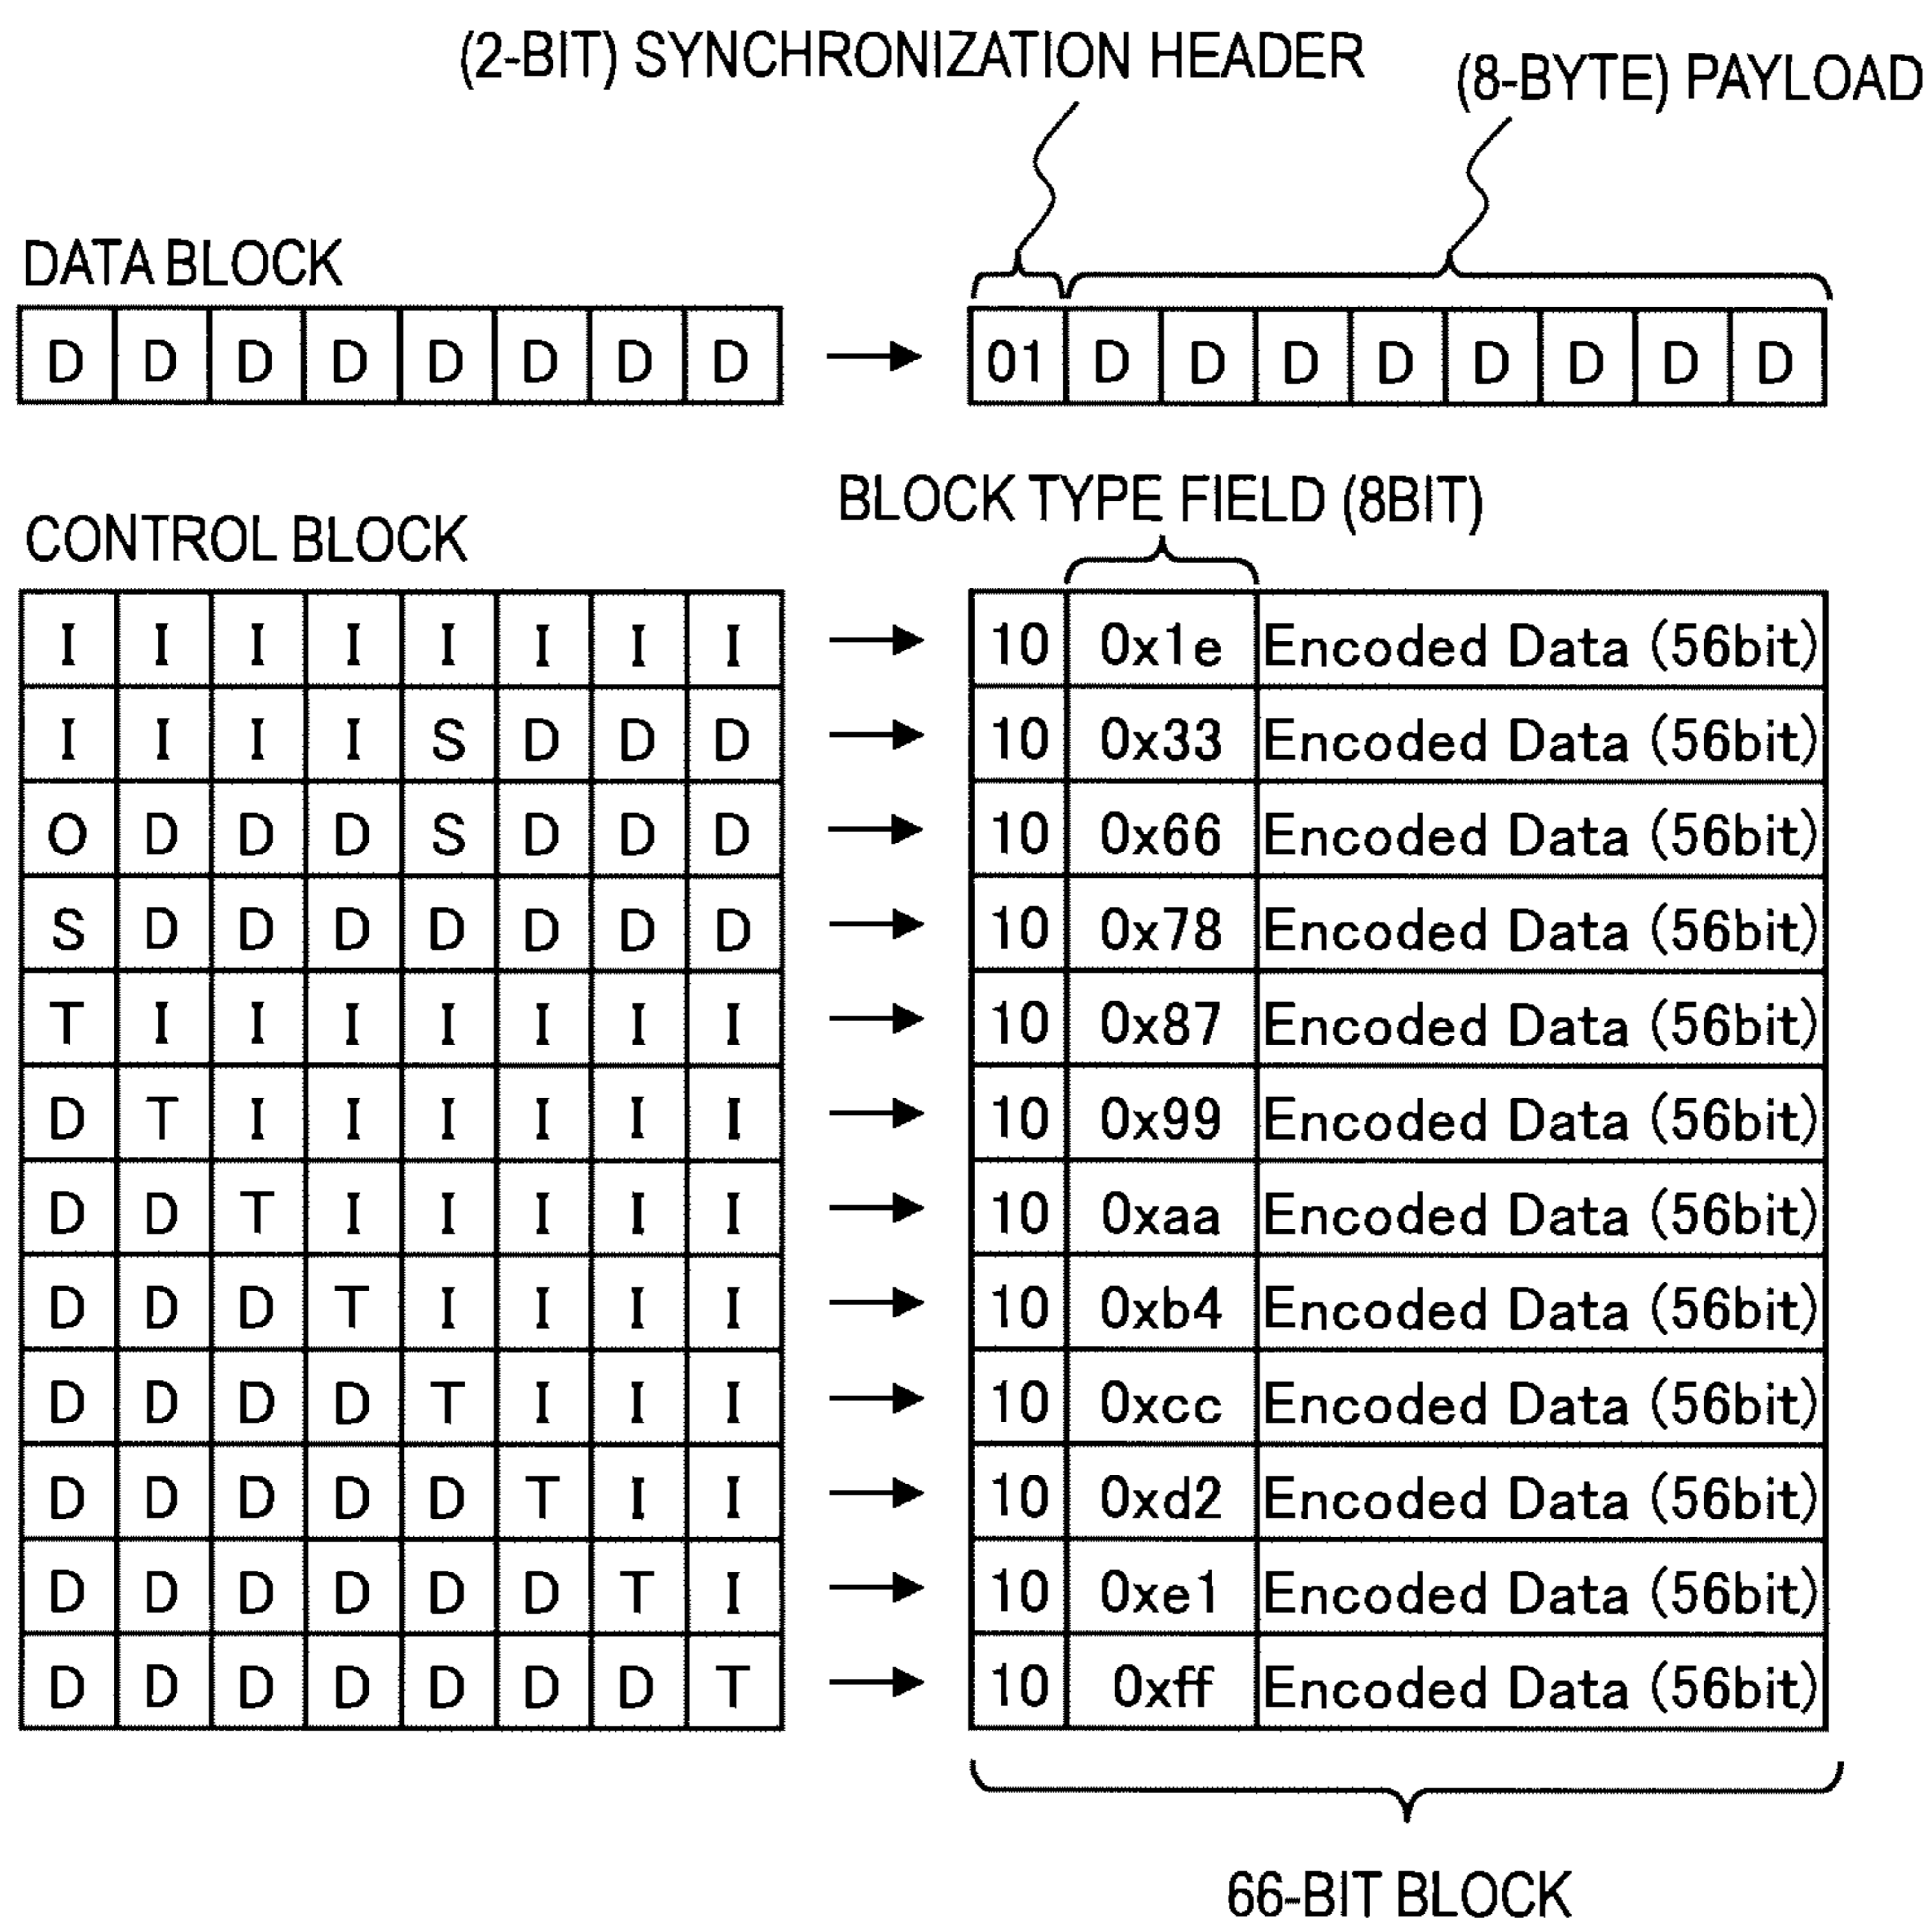 (2-BIT) SYNCHRONIZATION HEADER
(8-BYTE) PAYLOAD
DATA BLOCK
D D D D D D D D → 01 D D D D D D D D
BLOCK TYPE FIELD (8BIT)
CONTROL BLOCK
I I I I I I I I → 10 0x1e Encoded Data (56bit)
I I I I S D D D → 10 0x33 Encoded Data (56bit)
O D D D S D D D → 10 0x66 Encoded Data (56bit)
S D D D D D D D → 10 0x78 Encoded Data (56bit)
T I I I I I I I → 10 0x87 Encoded Data (56bit)
D T I I I I I I → 10 0x99 Encoded Data (56bit)
D D T I I I I I → 10 0xaa Encoded Data (56bit)
D D D T I I I I → 10 0xb4 Encoded Data (56bit)
D D D D T I I I → 10 0xcc Encoded Data (56bit)
D D D D D T I I → 10 0xd2 Encoded Data (56bit)
D D D D D D T I → 10 0xe1 Encoded Data (56bit)
D D D D D D D T → 10 0xff Encoded Data (56bit)
66-BIT BLOCK